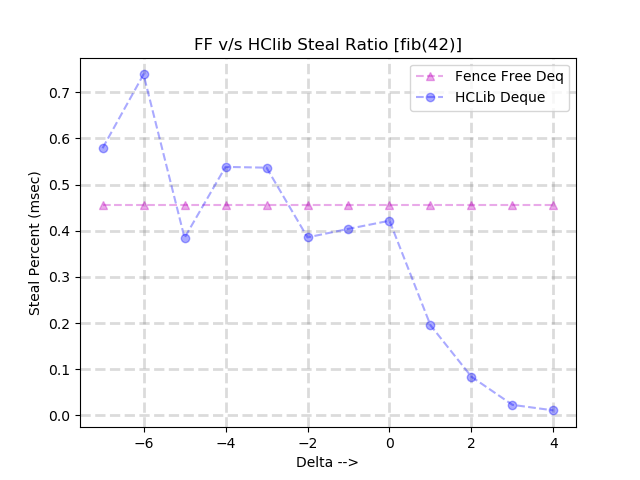 FF v/s HClib Steal Ratio [fib(42)]
Fence Free Deq
HCLib Deque
Steal Percent (msec)
0.7
0.6
0.5
0.4
0.3
0.2
0.1
0.0
−6 −4 −2 0 2 4
Delta -->